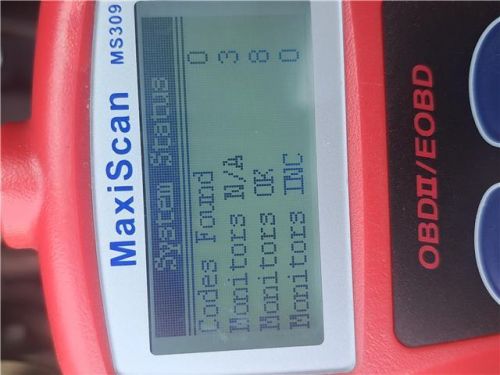 MaxiScan MS309
System Status
Codes Found 0
Monitors N/A 3
Monitors OK 8
Monitors INC 0
OBDII/EOBD